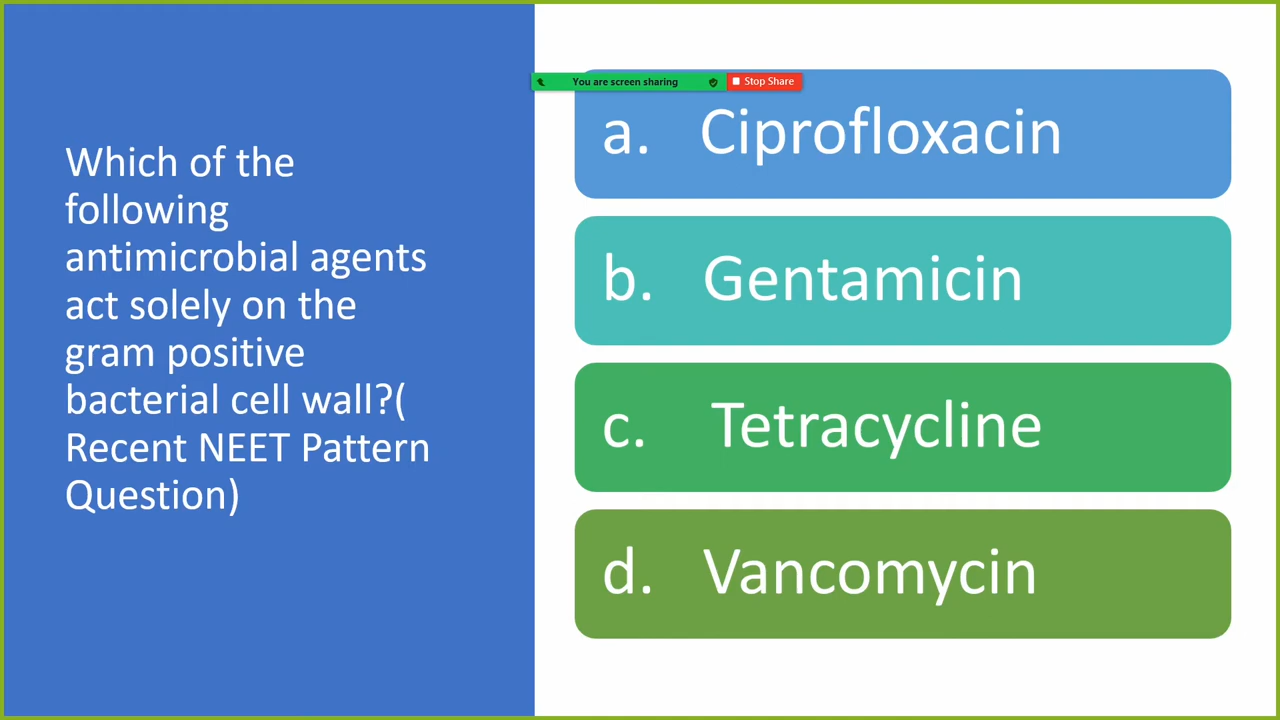 You are screen sharing
Stop Share
Which of the
following
antimicrobial agents
act solely on the
gram positive
bacterial cell wall?(
Recent NEET Pattern
Question)
a. Ciprofloxacin
b. Gentamicin
c. Tetracycline
d. Vancomycin